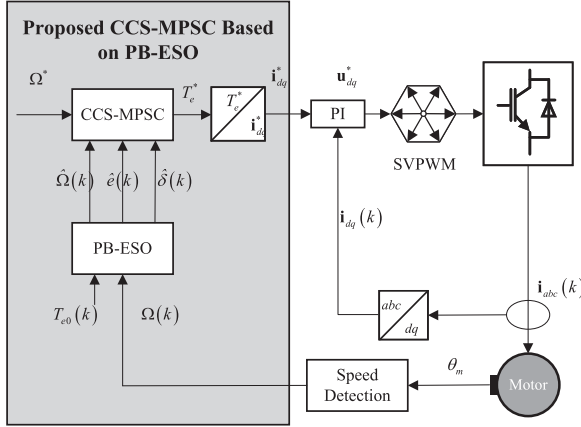 Proposed CCS-MPSC Based
on PB-ESO
Ω*
CCS-MPSC
T_e^*
T_e^*
i_dq^*
i_dq^*
PI
u_dq^*
SVPWM
Ω̂(k)
ê(k)
δ̂(k)
PB-ESO
T_e0(k)
Ω(k)
i_dq(k)
i_abc(k)
abc
dq
θ_m
Speed
Detection
Motor